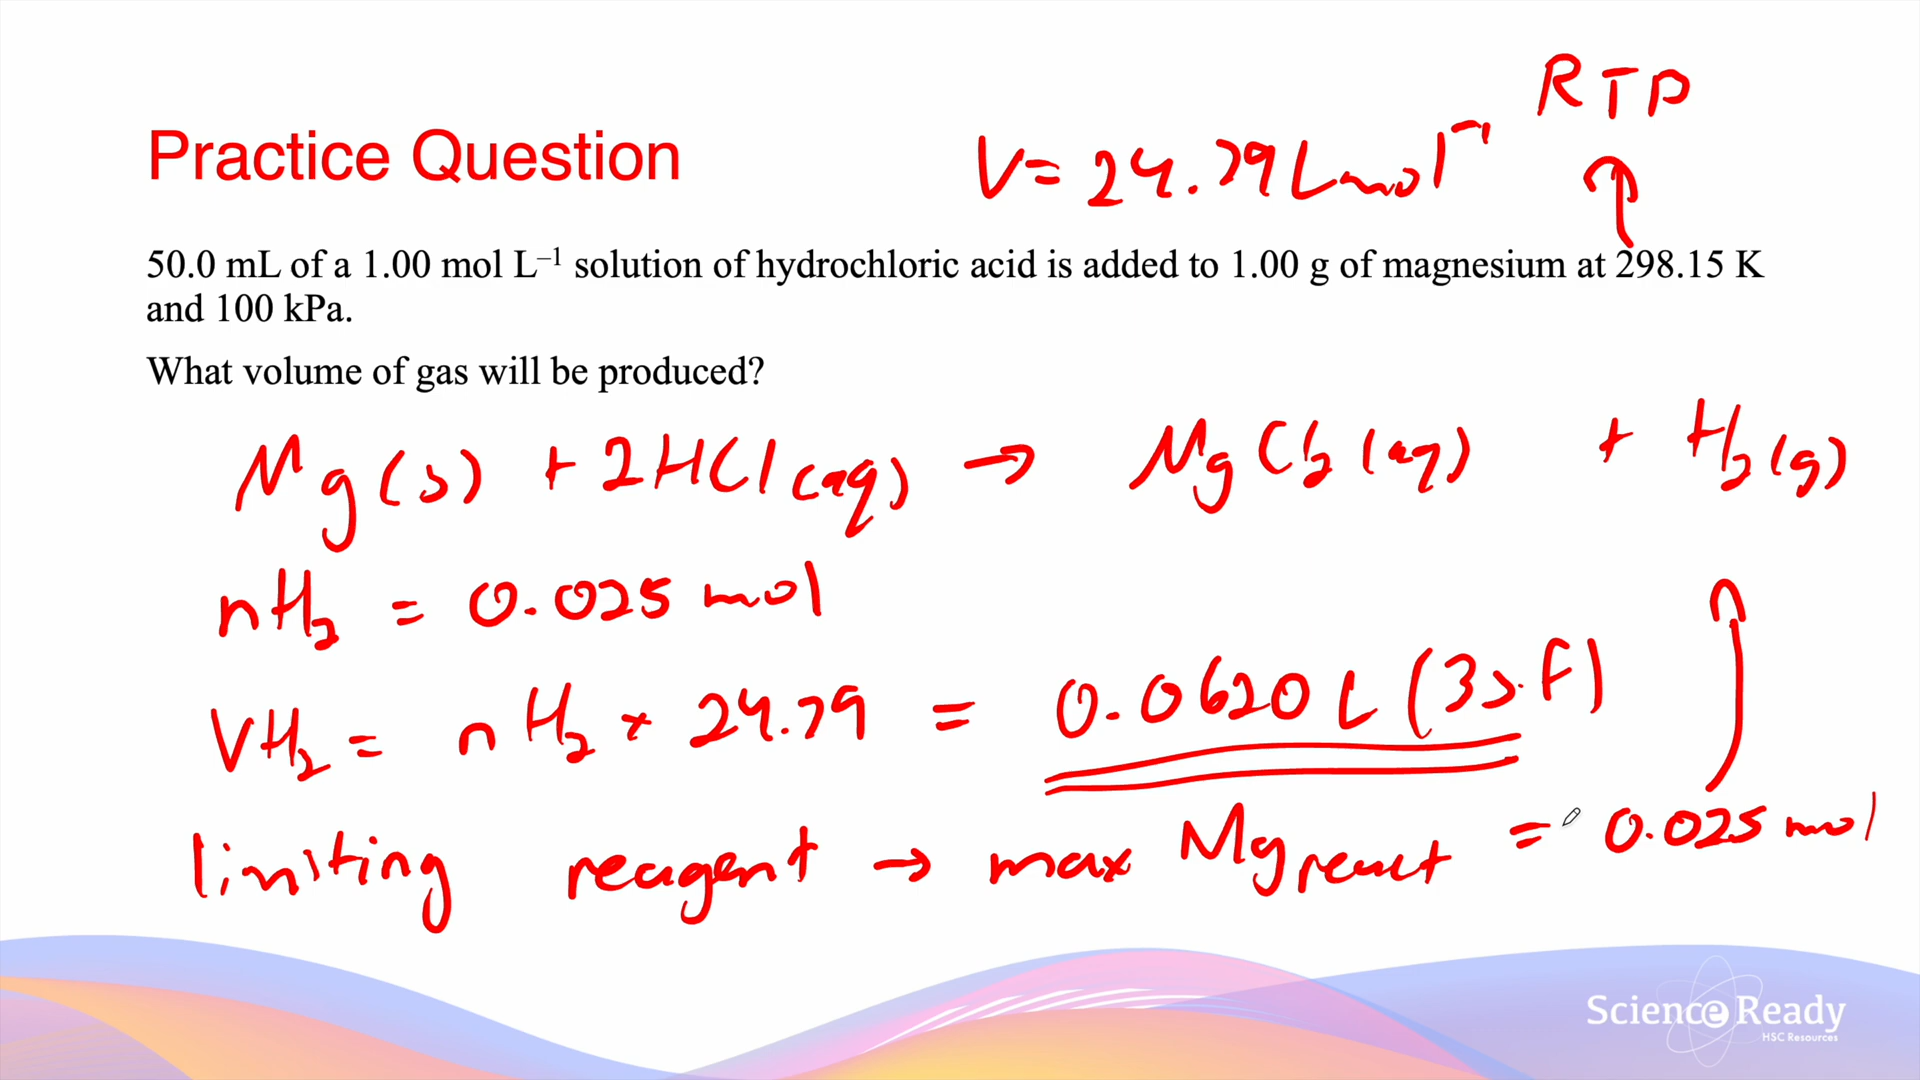 RTP
Practice Question
V = 24.79 L mol⁻¹
50.0 mL of a 1.00 mol L⁻¹ solution of hydrochloric acid is added to 1.00 g of magnesium at 298.15 K
and 100 kPa.
What volume of gas will be produced?
Mg(s) + 2HCl(aq) → MgCl₂(aq) + H₂(g)
nH₂ = 0.025 mol
VH₂ = nH₂ × 24.79 = 0.0620 L (3s.f)
limiting reagent → max Mg react = 0.025 mol
Science Ready
HSC Resources